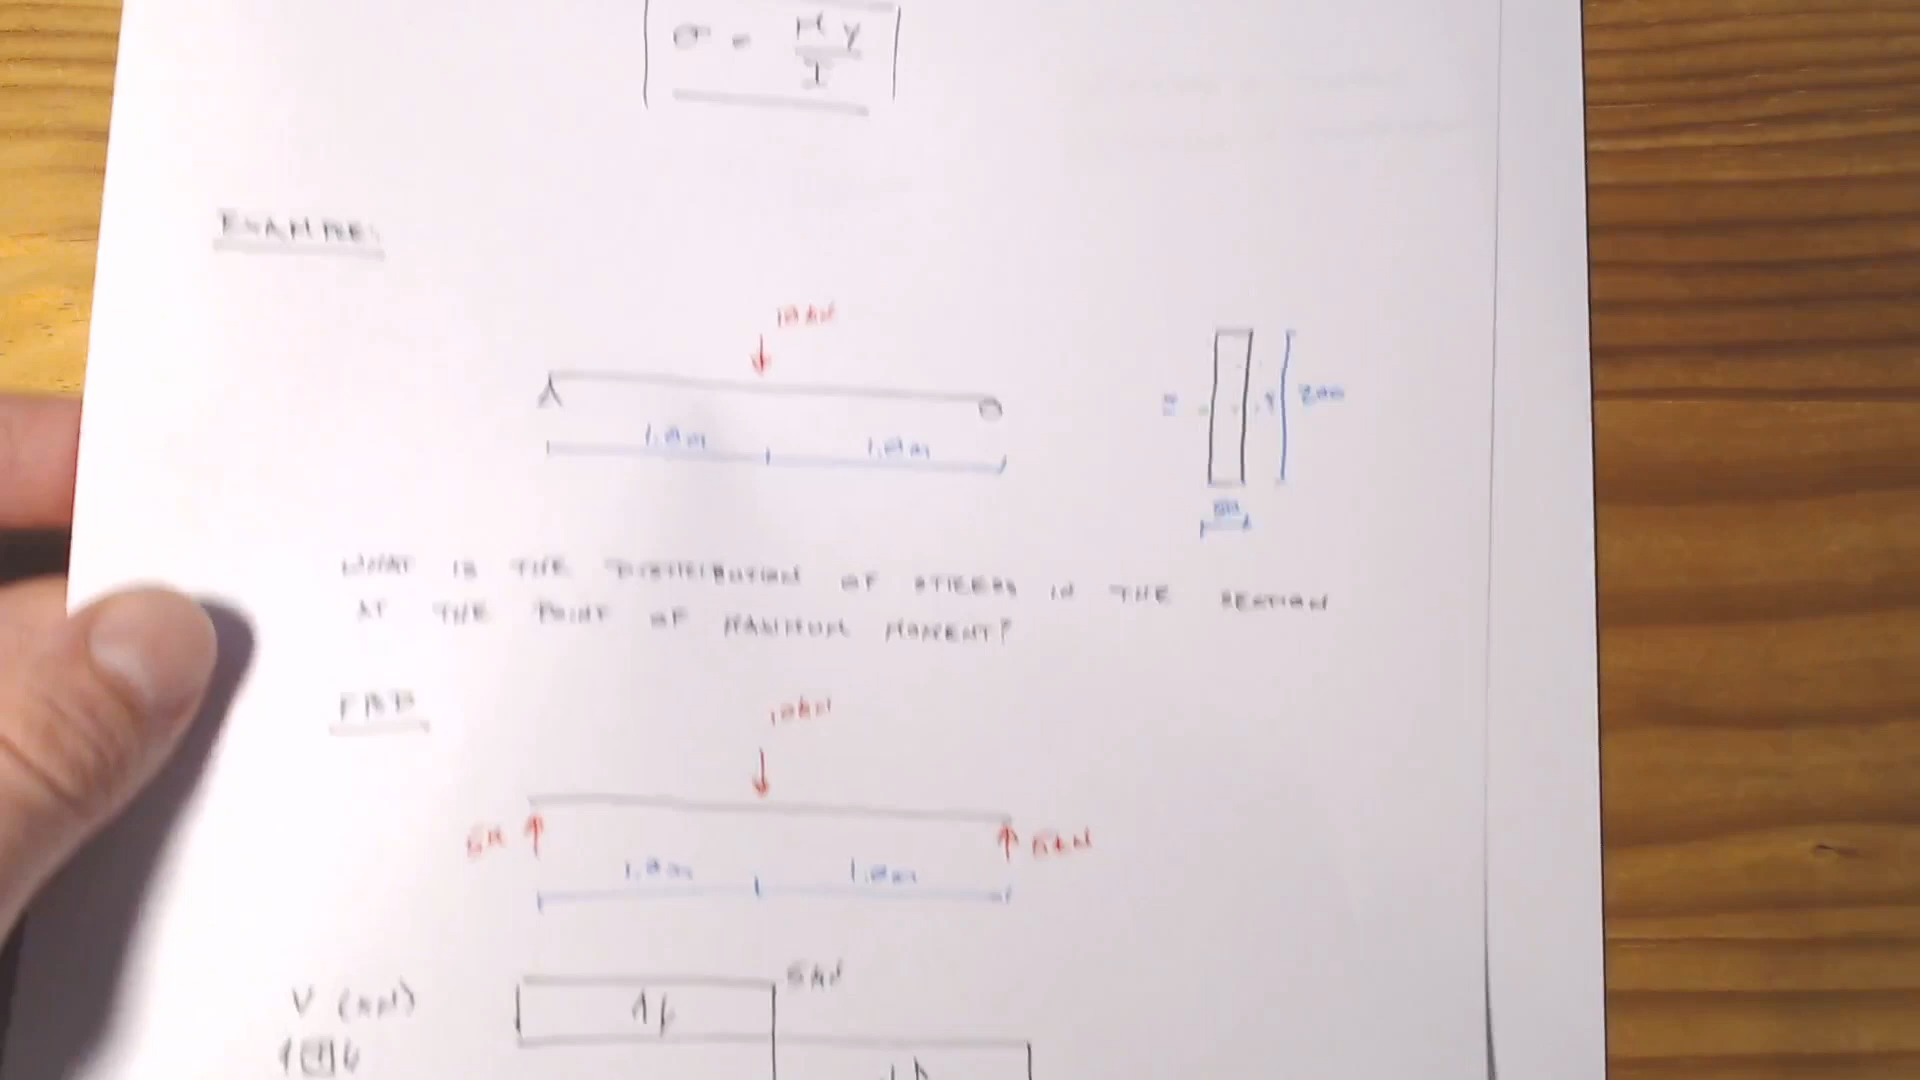 σ = My
I
EXAMPLE:
10kN
200
1.8m 1.8m
50
WHAT IS THE DISTRIBUTION OF STRESS IN THE SECTION
AT THE POINT OF MAXIMUM MOMENT?
FBD
10kN
5kN
1.8m 1.8m
5kN
V (kN)